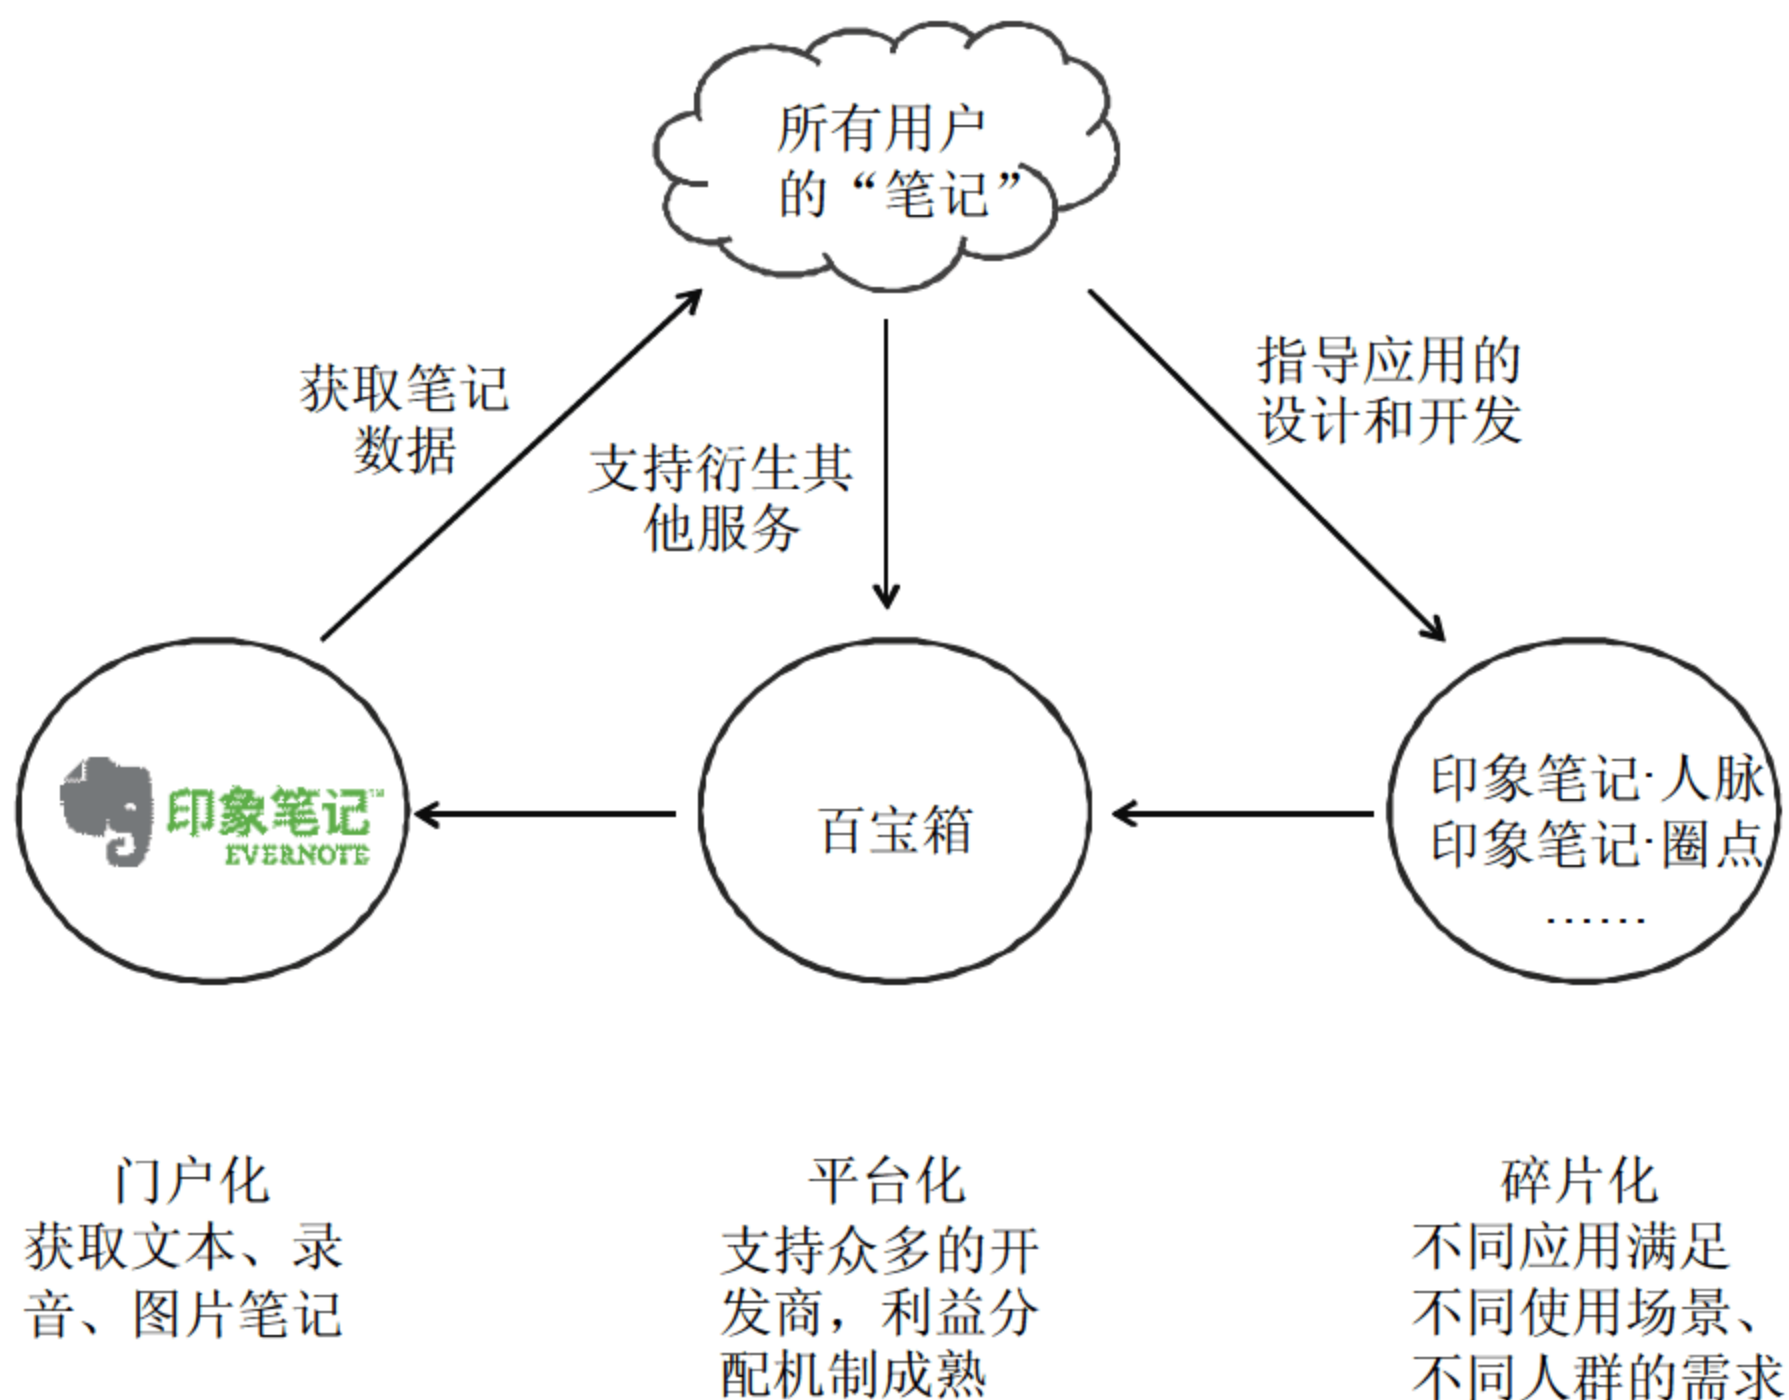 所有用户
的“笔记”
获取笔记
数据
支持衍生其
他服务
指导应用的
设计和开发
印象笔记™
EVERNOTE
百宝箱
印象笔记·人脉
印象笔记·圈点
……
门户化
获取文本、录
音、图片笔记
平台化
支持众多的开
发商，利益分
配机制成熟
碎片化
不同应用满足
不同使用场景、
不同人群的需求